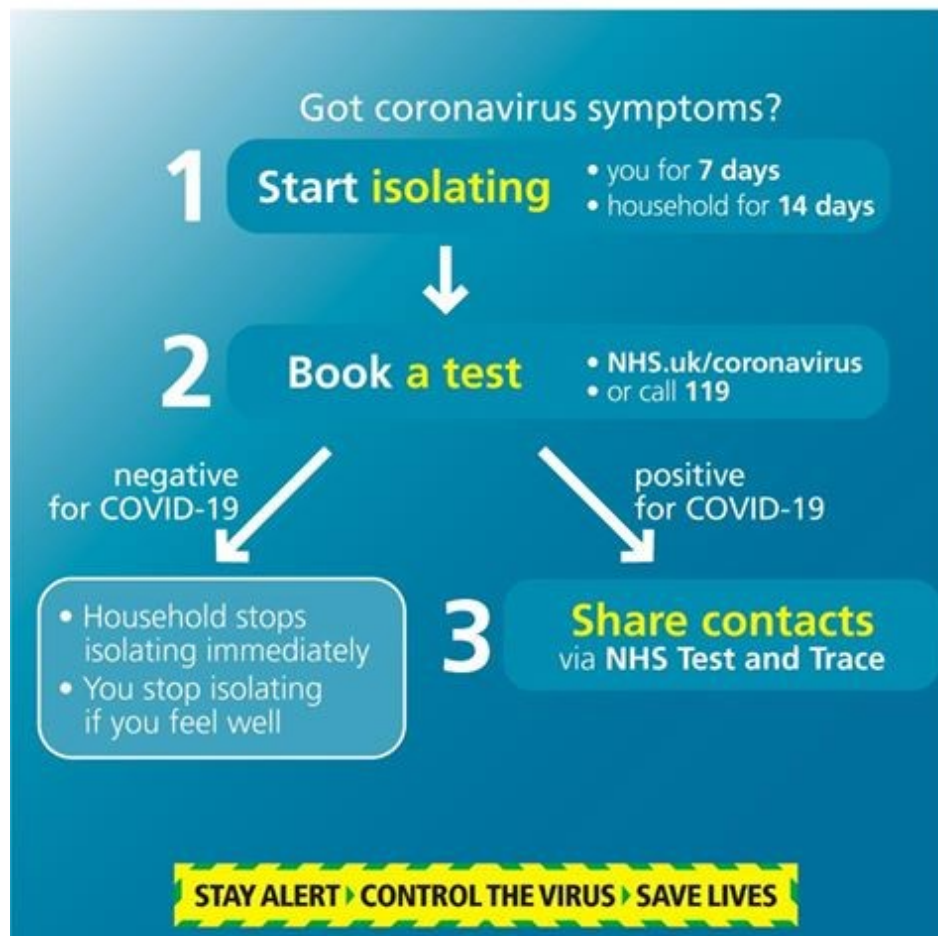 Got coronavirus symptoms?
1
Start isolating
• you for 7 days
• household for 14 days
2
Book a test
• NHS.uk/coronavirus
• or call 119
negative
for COVID-19
• Household stops
isolating immediately
• You stop isolating
if you feel well
positive
for COVID-19
3
Share contacts
via NHS Test and Trace
STAY ALERT CONTROL THE VIRUS SAVE LIVES